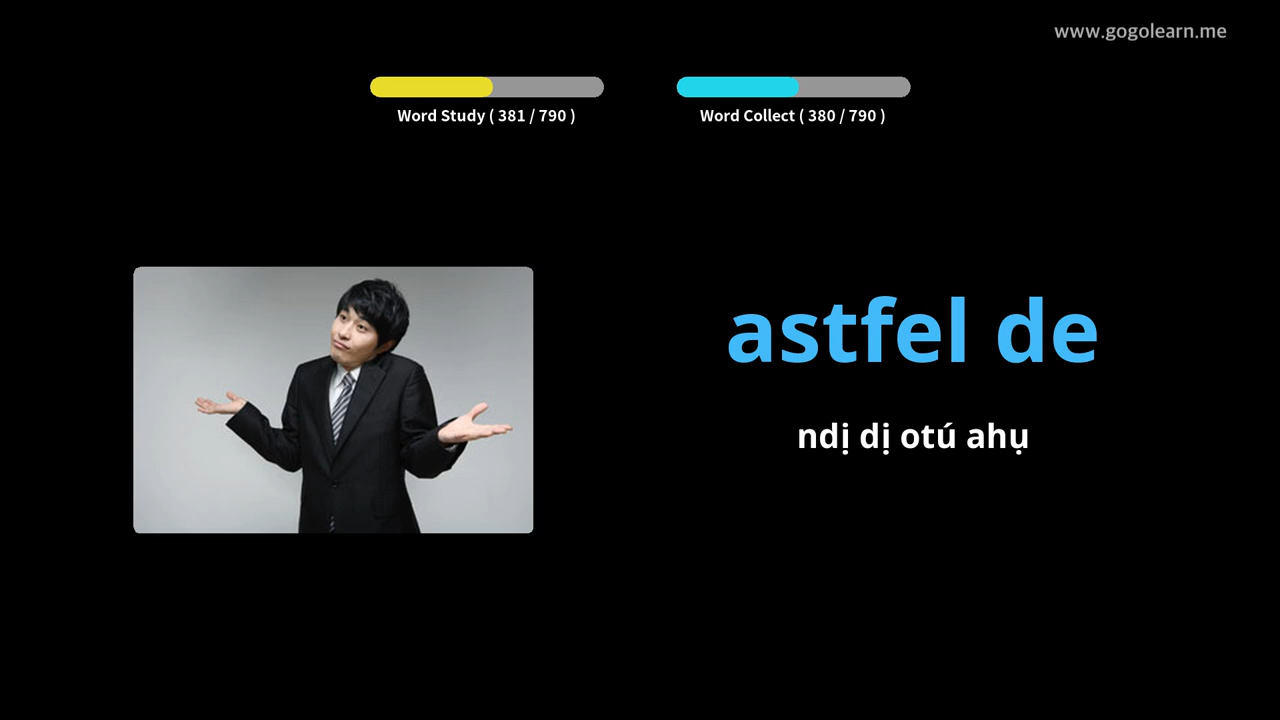 www.gogolearn.me
Word Study ( 381 / 790 )
Word Collect ( 380 / 790 )
astfel de
ndị dị otú ahụ